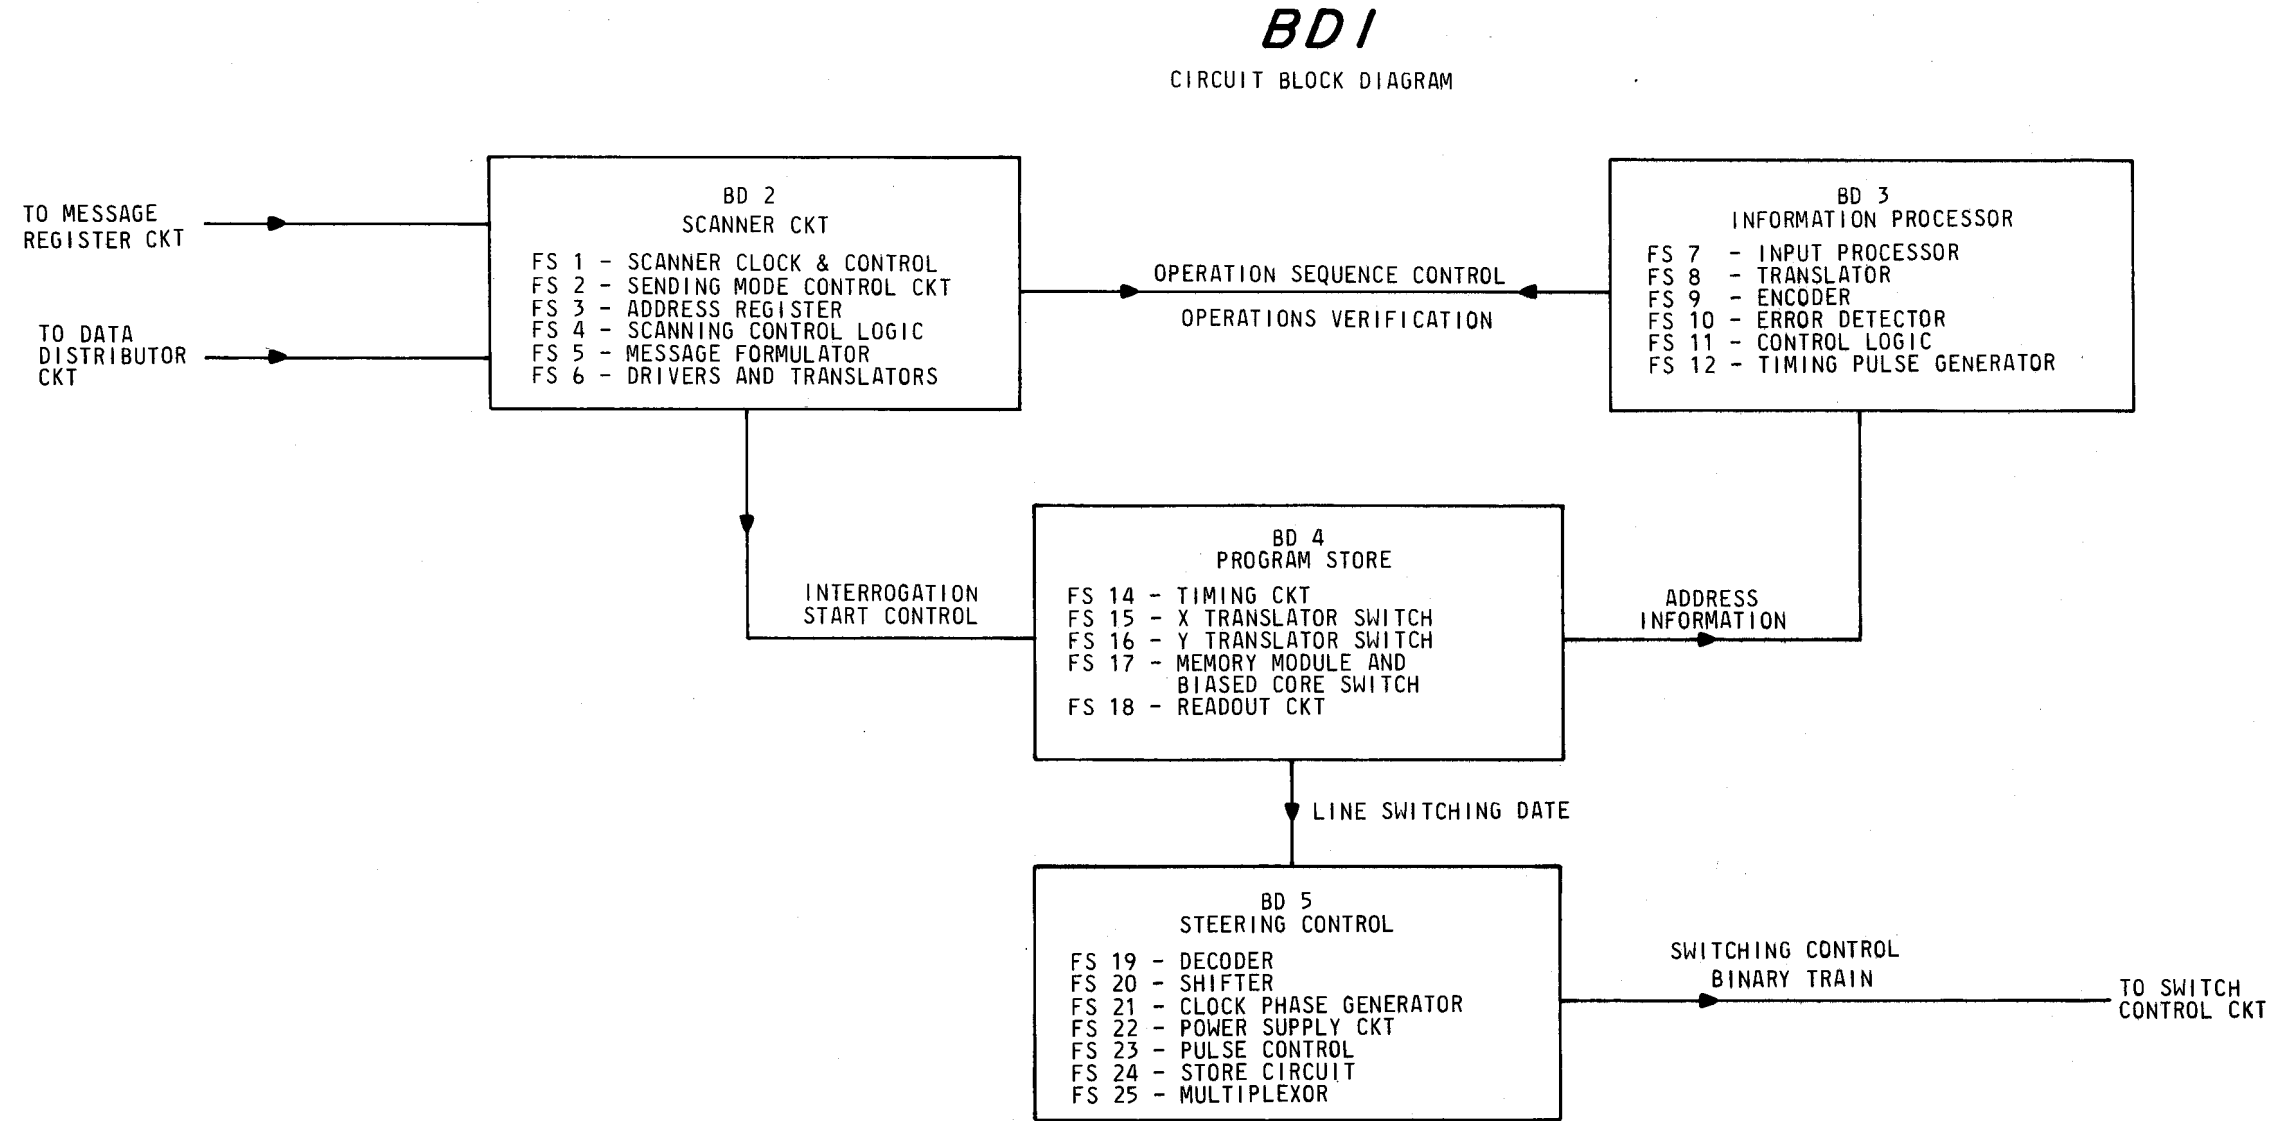 BD1
CIRCUIT BLOCK DIAGRAM
TO MESSAGE
REGISTER CKT
TO DATA
DISTRIBUTOR
CKT
BD 2
SCANNER CKT
FS 1 - SCANNER CLOCK & CONTROL
FS 2 - SENDING MODE CONTROL CKT
FS 3 - ADDRESS REGISTER
FS 4 - SCANNING CONTROL LOGIC
FS 5 - MESSAGE FORMULATOR
FS 6 - DRIVERS AND TRANSLATORS
OPERATION SEQUENCE CONTROL
OPERATIONS VERIFICATION
BD 3
INFORMATION PROCESSOR
FS 7 - INPUT PROCESSOR
FS 8 - TRANSLATOR
FS 9 - ENCODER
FS 10 - ERROR DETECTOR
FS 11 - CONTROL LOGIC
FS 12 - TIMING PULSE GENERATOR
INTERROGATION
START CONTROL
BD 4
PROGRAM STORE
FS 14 - TIMING CKT
FS 15 - X TRANSLATOR SWITCH
FS 16 - Y TRANSLATOR SWITCH
FS 17 - MEMORY MODULE AND
BIASED CORE SWITCH
FS 18 - READOUT CKT
ADDRESS
INFORMATION
LINE SWITCHING DATE
BD 5
STEERING CONTROL
FS 19 - DECODER
FS 20 - SHIFTER
FS 21 - CLOCK PHASE GENERATOR
FS 22 - POWER SUPPLY CKT
FS 23 - PULSE CONTROL
FS 24 - STORE CIRCUIT
FS 25 - MULTIPLEXOR
SWITCHING CONTROL
BINARY TRAIN
TO SWITCH
CONTROL CKT